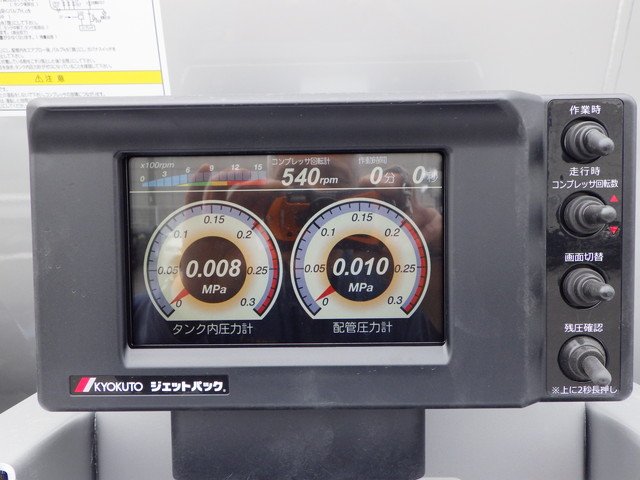 ⚠注意
x100rpm
0 3 6 9 12 15
コンプレッサ回転計
540rpm
作動時間
0分 0秒
0 0.05 0.1 0.15 0.2 0.25 0.3
0.008
MPa
タンク内圧力計
0 0.05 0.1 0.15 0.2 0.25 0.3
0.010
MPa
配管圧力計
KYOKUTO ジェットパック®
作業時
走行時
コンプレッサ回転数
画面切替
残圧確認
※上に2秒長押し